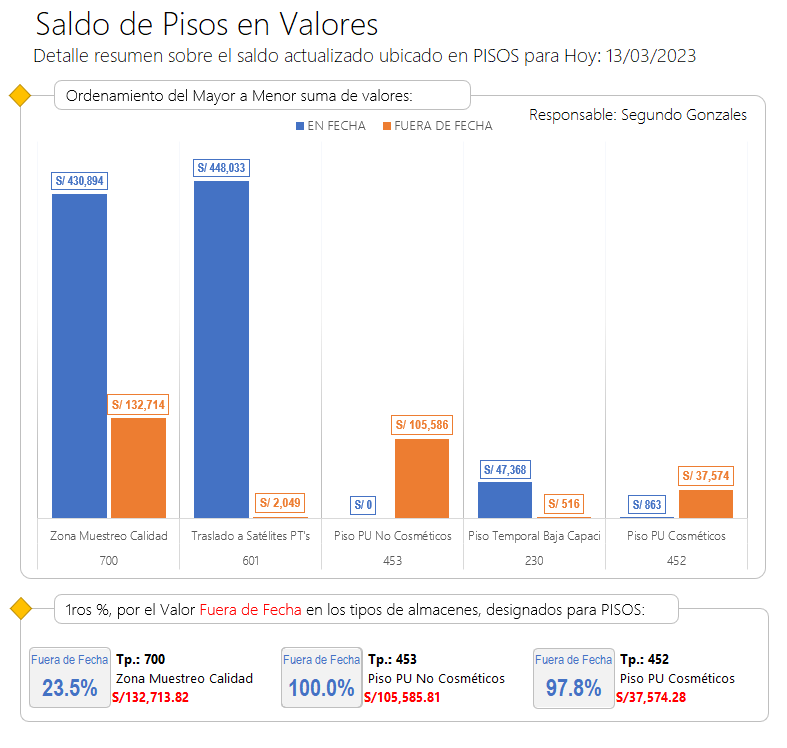 Saldo de Pisos en Valores
Detalle resumen sobre el saldo actualizado ubicado en PISOS para Hoy: 13/03/2023
Ordenamiento del Mayor a Menor suma de valores:
Responsable: Segundo Gonzales
EN FECHA FUERA DE FECHA
S/ 430,894
S/ 448,033
S/ 132,714
S/ 105,586
S/ 2,049
S/ 0
S/ 47,368
S/ 516
S/ 863
S/ 37,574
Zona Muestreo Calidad Traslado a Satélites PT's Piso PU No Cosméticos Piso Temporal Baja Capaci Piso PU Cosméticos
700 601 453 230 452
1ros %, por el Valor Fuera de Fecha en los tipos de almacenes, designados para PISOS:
Fuera de Fecha
23.5%
Tp.: 700
Zona Muestreo Calidad
S/132,713.82
Fuera de Fecha
100.0%
Tp.: 453
Piso PU No Cosméticos
S/105,585.81
Fuera de Fecha
97.8%
Tp.: 452
Piso PU Cosméticos
S/37,574.28